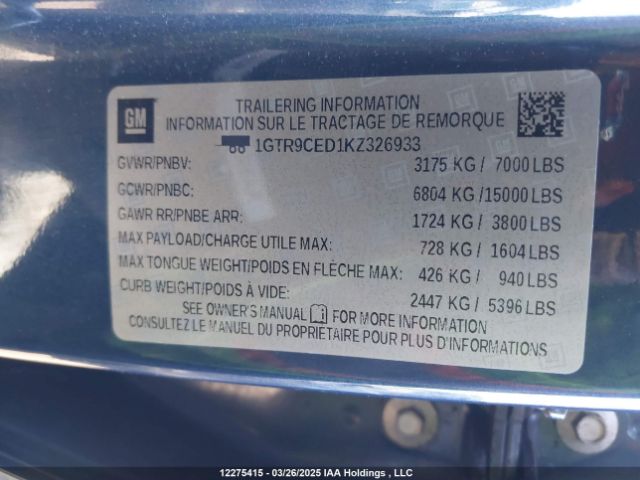 GM
TRAILERING INFORMATION
INFORMATION SUR LE TRACTAGE DE REMORQUE
1GTR9CED1KZ326933
GVWR/PNBV: 3175 KG / 7000 LBS
GCWR/PNBC: 6804 KG /15000 LBS
GAWR RR/PNBE ARR: 1724 KG / 3800 LBS
MAX PAYLOAD/CHARGE UTILE MAX: 728 KG / 1604 LBS
MAX TONGUE WEIGHT/POIDS EN FLÈCHE MAX: 426 KG / 940 LBS
CURB WEIGHT/POIDS À VIDE: 2447 KG / 5396 LBS
SEE OWNER'S MANUAL FOR MORE INFORMATION
CONSULTEZ LE MANUEL DU PROPRIETAIRE POUR PLUS D'INFORMATIONS
12275415 - 03/26/2025 IAA Holdings , LLC